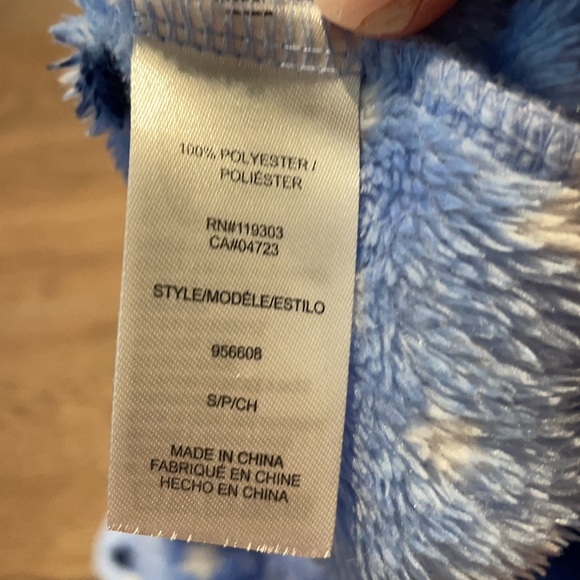 100% POLYESTER /
POLIÉSTER
RN#119303
CA#04723
STYLE/MODÈLE/ESTILO
956608
S/P/CH
MADE IN CHINA
FABRIQUÉ EN CHINE
HECHO EN CHINA